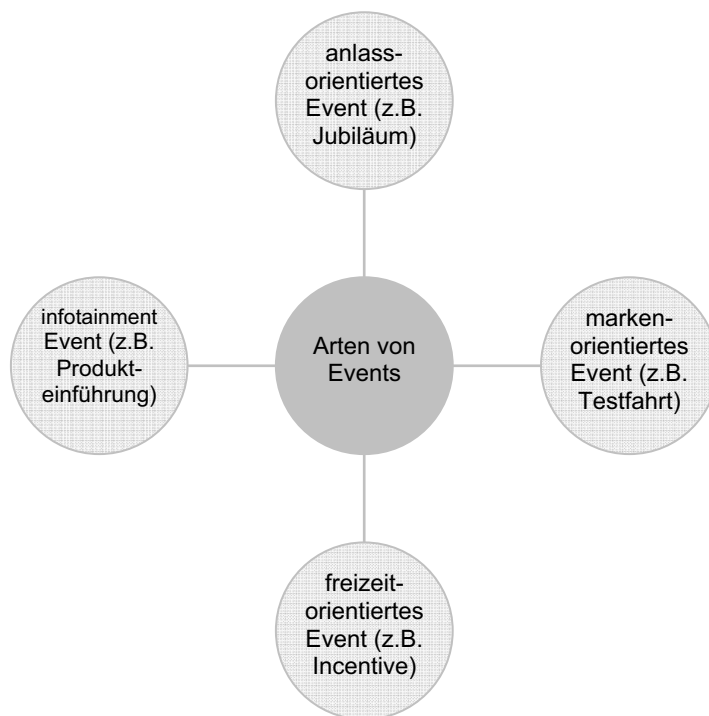 anlass-
orientiertes
Event (z.B.
Jubiläum)
infotainment
Event (z.B.
Produkt-
einführung)
Arten von
Events
marken-
orientiertes
Event (z.B.
Testfahrt)
freizeit-
orientiertes
Event (z.B.
Incentive)